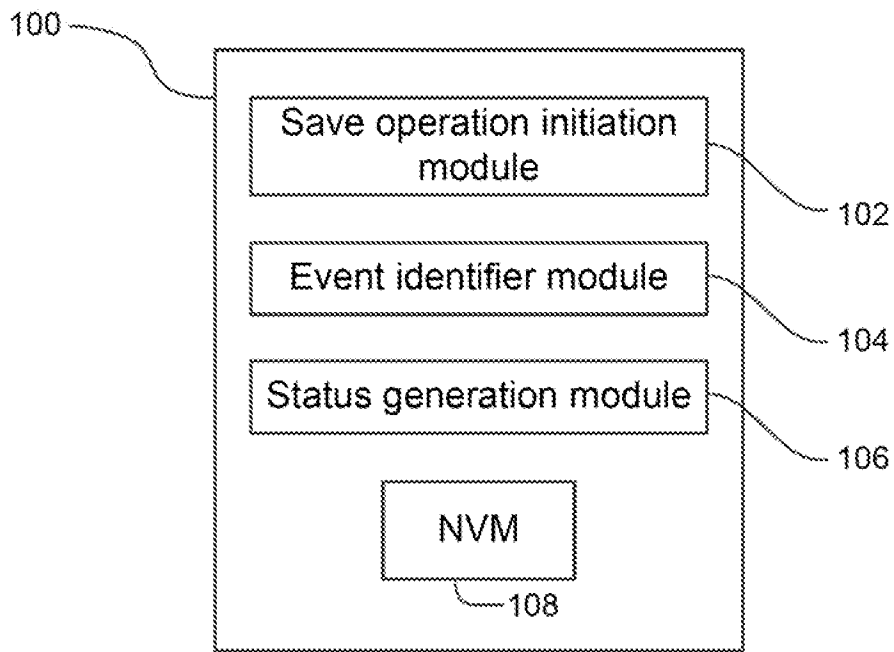 100
Save operation initiation
module
102
Event identifier module
104
Status generation module
106
NVM
108